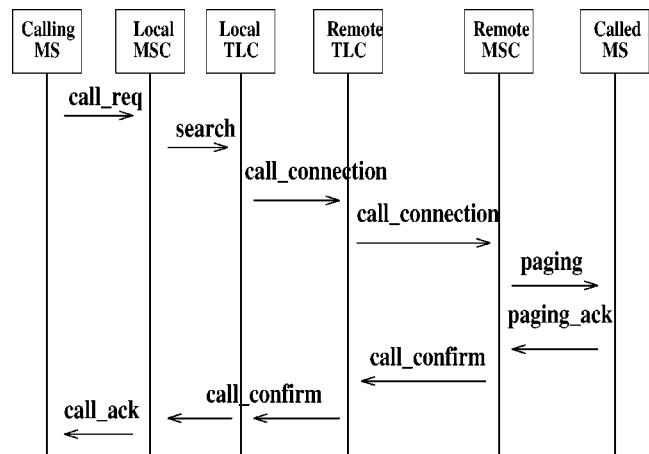 Calling
MS
Local
MSC
Local
TLC
Remote
TLC
Remote
MSC
Called
MS
call_req
search
call_connection
call_connection
paging
paging_ack
call_confirm
call_confirm
call_ack